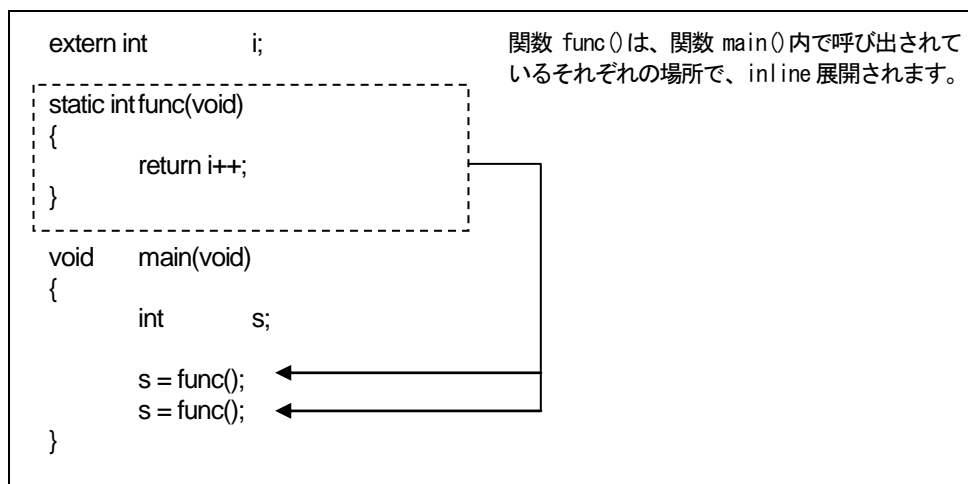 extern int i;
関数 func()は、関数 main()内で呼び出されて
いるそれぞれの場所で、inline 展開されます。
static int func(void)
{
return i++;
}
void main(void)
{
int s;
s = func();
s = func();
}